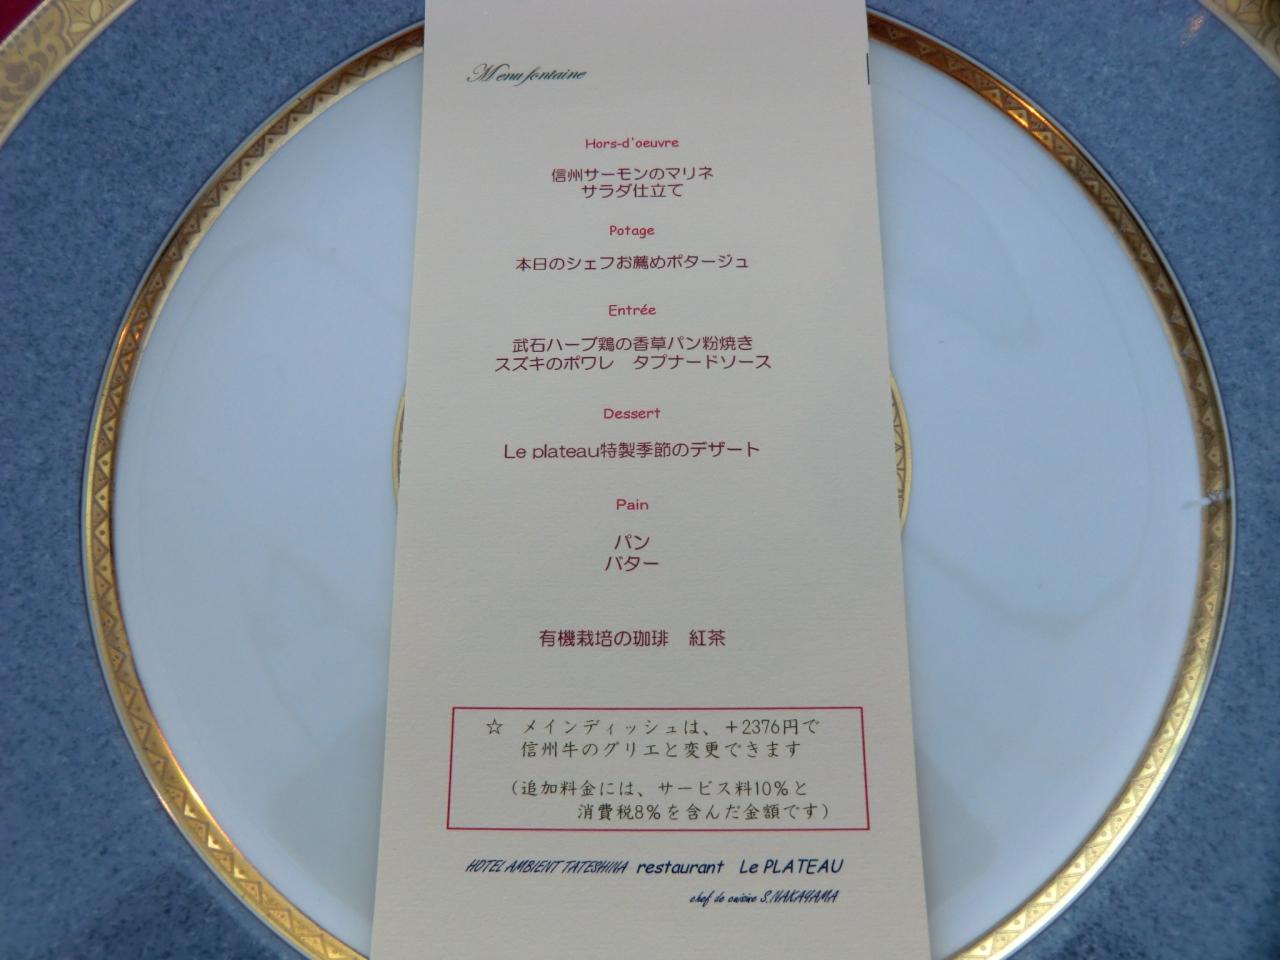 Menu fontaine
Hors-d'oeuvre
信州サーモンのマリネ
サラダ仕立て
Potage
本日のシェフお薦めポタージュ
Entrée
武石ハーブ鶏の香草パン粉焼き
スズキのポワレ　タプナードソース
Dessert
Le plateau特製季節のデザート
Pain
パン
バター
有機栽培の珈琲　紅茶
☆　メインディッシュは、＋2376円で
信州牛のグリエと変更できます
（追加料金には、サービス料10％と
消費税8％を含んだ金額です）
HOTEL AMBIENT TATESHINA restaurant Le PLATEAU
chef de cuisine S.NAKAYAMA